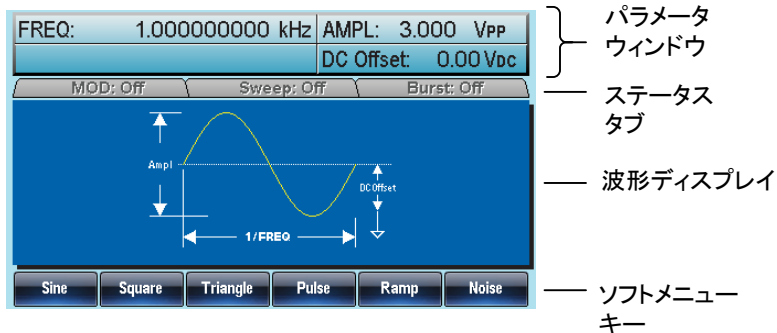 FREQ: 1.000000000 kHz AMPL: 3.000 VPP
DC Offset: 0.00 VDC
パラメータ
ウィンドウ
MOD: Off Sweep: Off Burst: Off
ステータス
タブ
Ampl
DC Offset
1/FREQ
波形ディスプレイ
Sine Square Triangle Pulse Ramp Noise
ソフトメニュー
キー